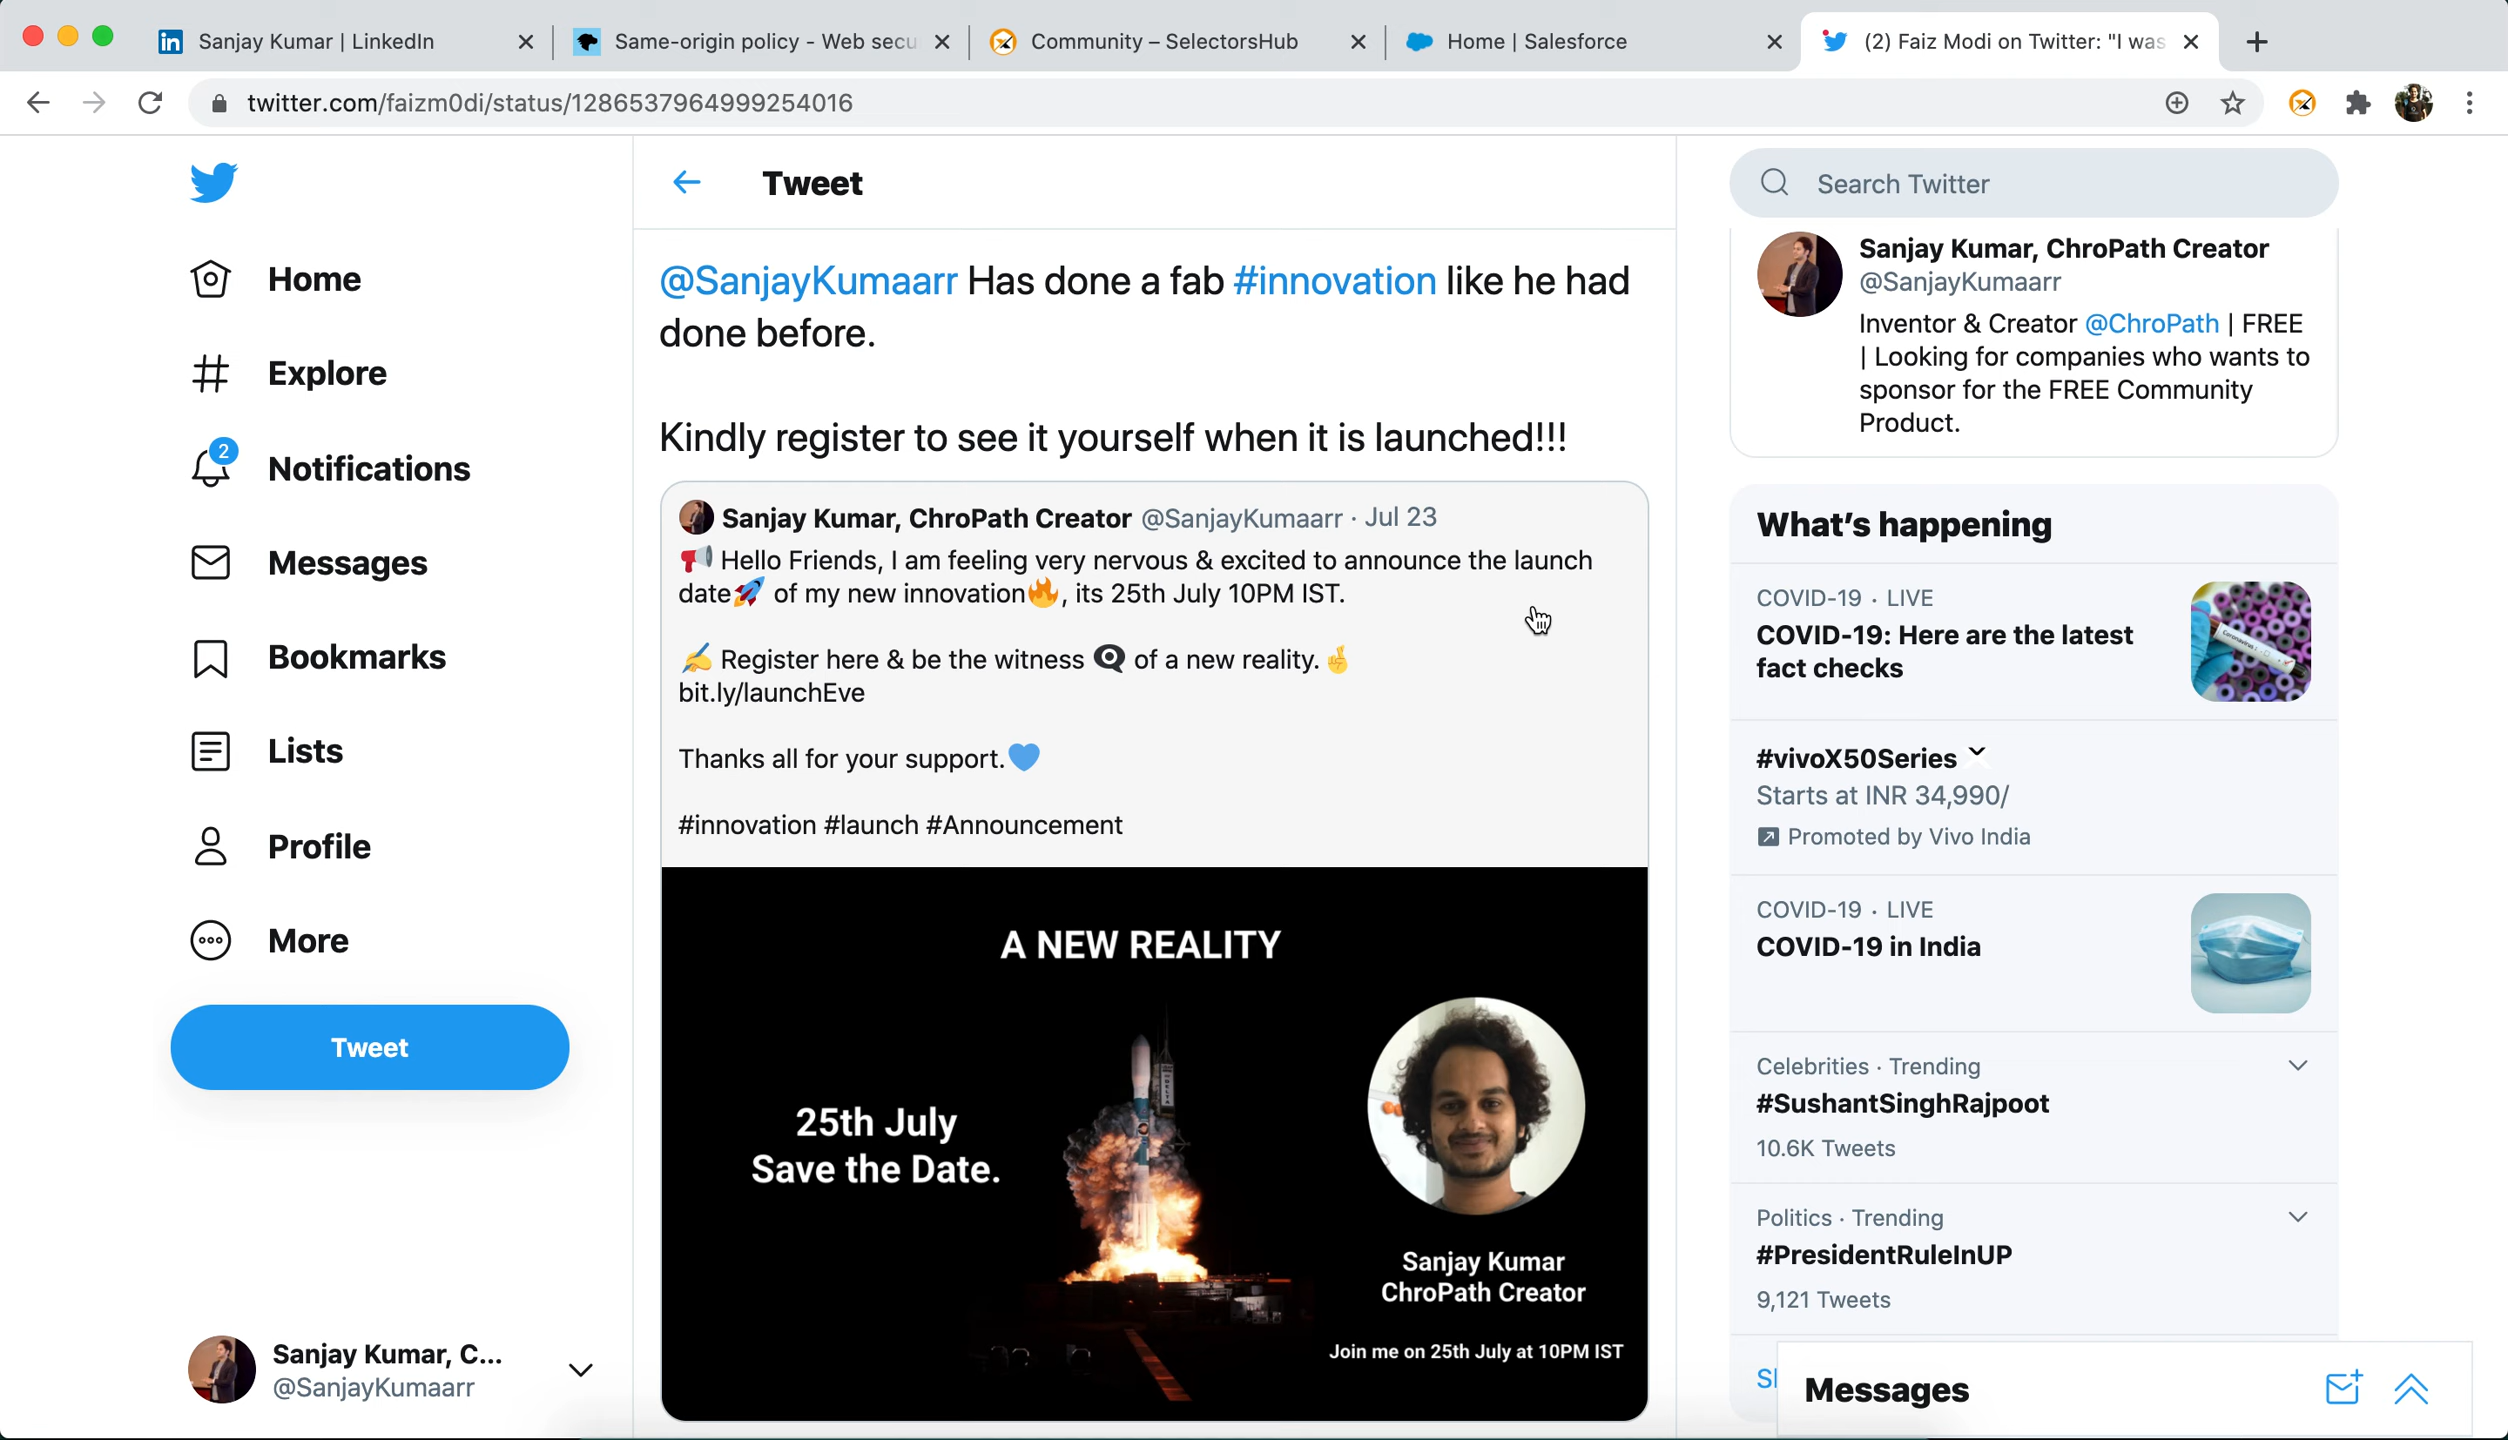 Sanjay Kumar | LinkedIn
Same-origin policy - Web secu
Community – SelectorsHub
Home | Salesforce
(2) Faiz Modi on Twitter: "I was
twitter.com/faizm0di/status/1286537964999254016
Home
Explore
2
Notifications
Messages
Bookmarks
Lists
Profile
More
Tweet
Sanjay Kumar, C...
@SanjayKumaarr
Tweet
@SanjayKumaarr Has done a fab #innovation like he had
done before.
Kindly register to see it yourself when it is launched!!!
Sanjay Kumar, ChroPath Creator @SanjayKumaarr · Jul 23
📢 Hello Friends, I am feeling very nervous & excited to announce the launch
date🚀 of my new innovation🔥, its 25th July 10PM IST.
✍️ Register here & be the witness 👁️‍🗨️ of a new reality.🤞
bit.ly/launchEve
Thanks all for your support.💙
#innovation #launch #Announcement
A NEW REALITY
25th July
Save the Date.
DELTA
Sanjay Kumar
ChroPath Creator
Join me on 25th July at 10PM IST
Search Twitter
Sanjay Kumar, ChroPath Creator
@SanjayKumaarr
Inventor & Creator @ChroPath | FREE
| Looking for companies who wants to
sponsor for the FREE Community
Product.
What's happening
COVID-19 · LIVE
COVID-19: Here are the latest
fact checks
Coronavirus
#vivoX50Series
Starts at INR 34,990/
Promoted by Vivo India
COVID-19 · LIVE
COVID-19 in India
Celebrities · Trending
#SushantSinghRajpoot
10.6K Tweets
Politics · Trending
#PresidentRuleInUP
9,121 Tweets
Messages